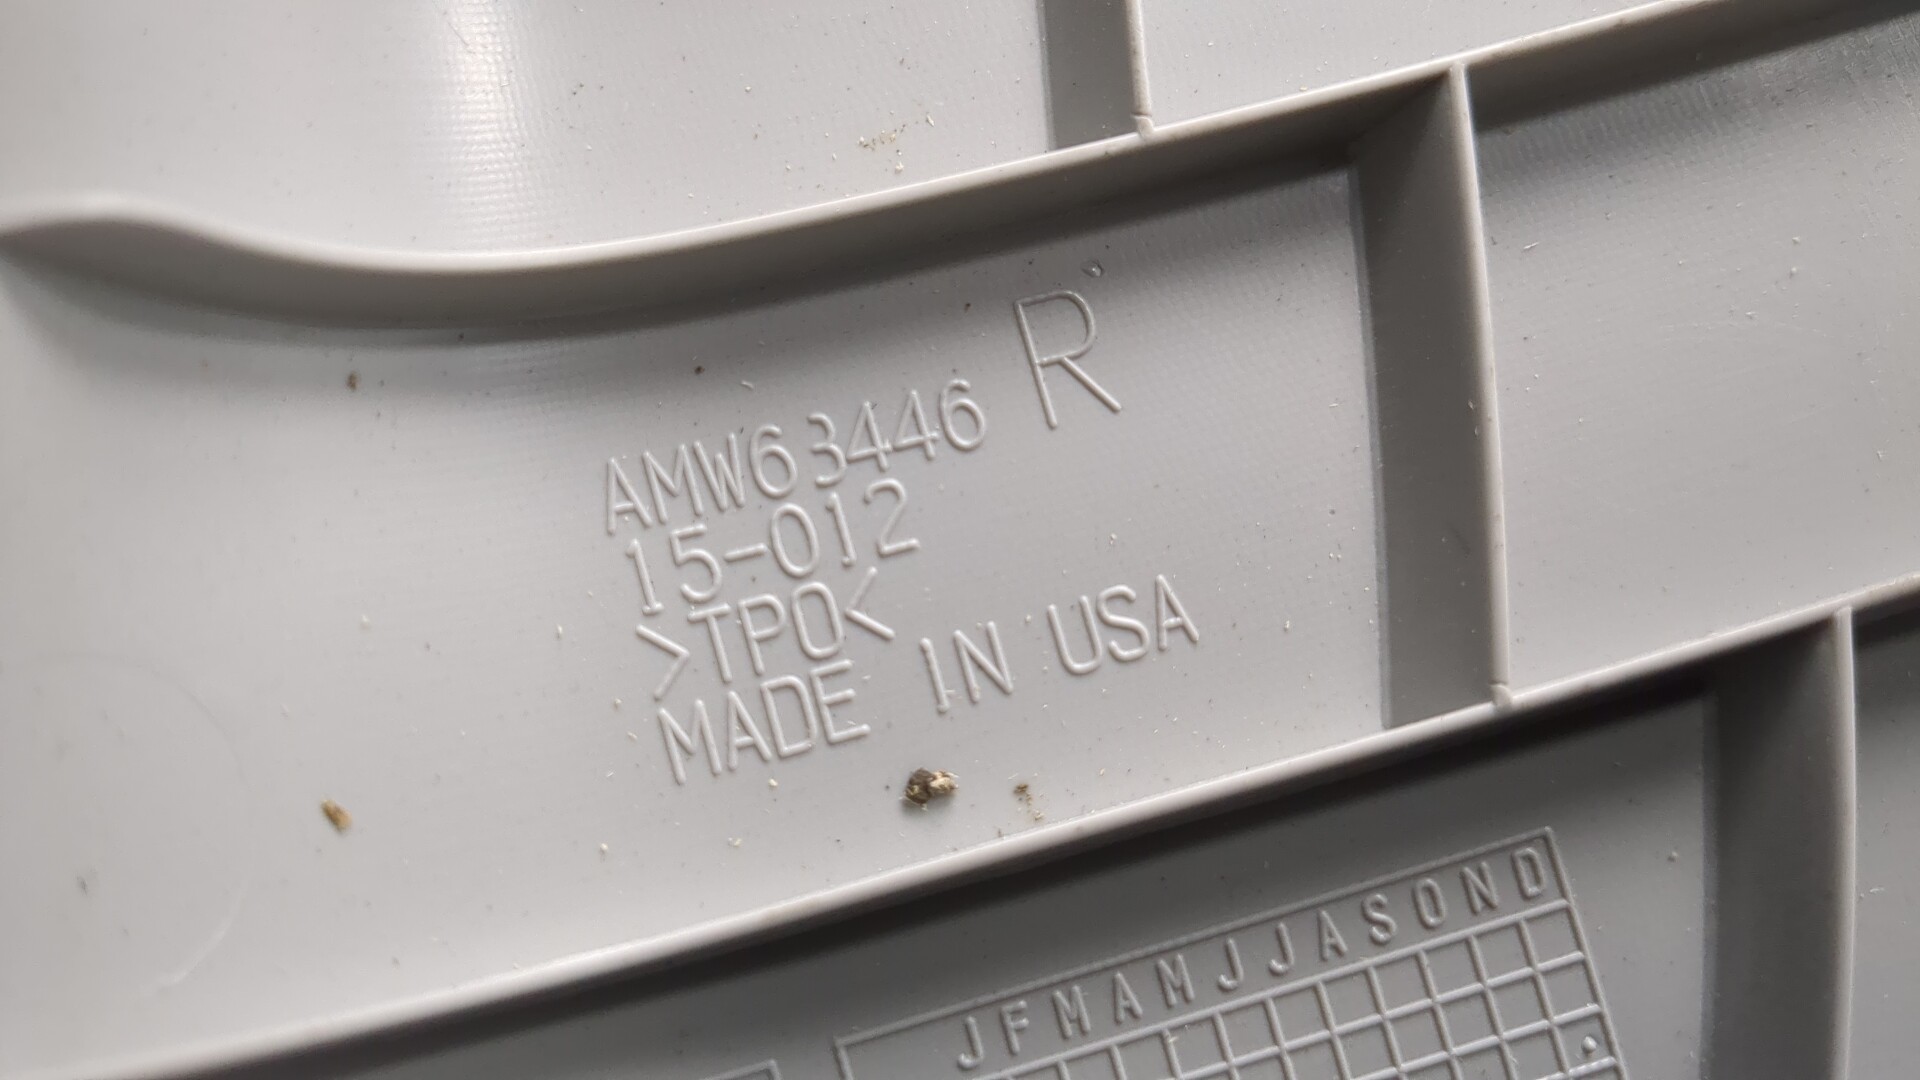 R
AMW63446
15-012
>TPO<
MADE IN USA
JFMAMJJASOND